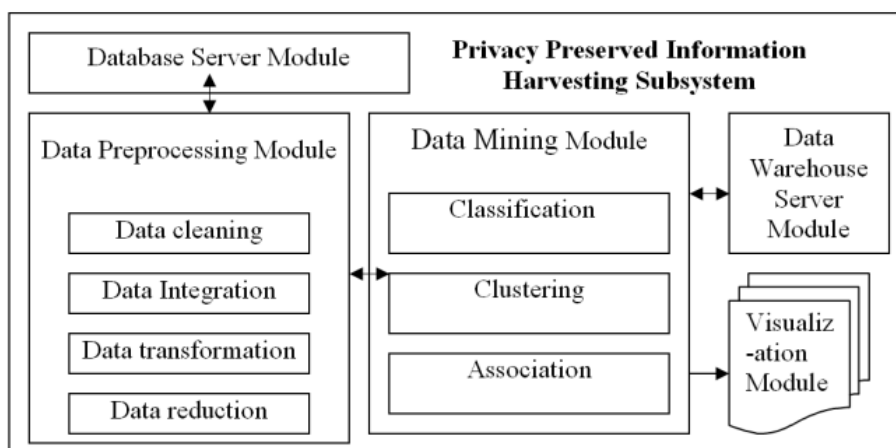 Database Server Module
Privacy Preserved Information
Harvesting Subsystem
Data Preprocessing Module
Data cleaning
Data Integration
Data transformation
Data reduction
Data Mining Module
Classification
Clustering
Association
Data
Warehouse
Server
Module
Visualiz
-ation
Module